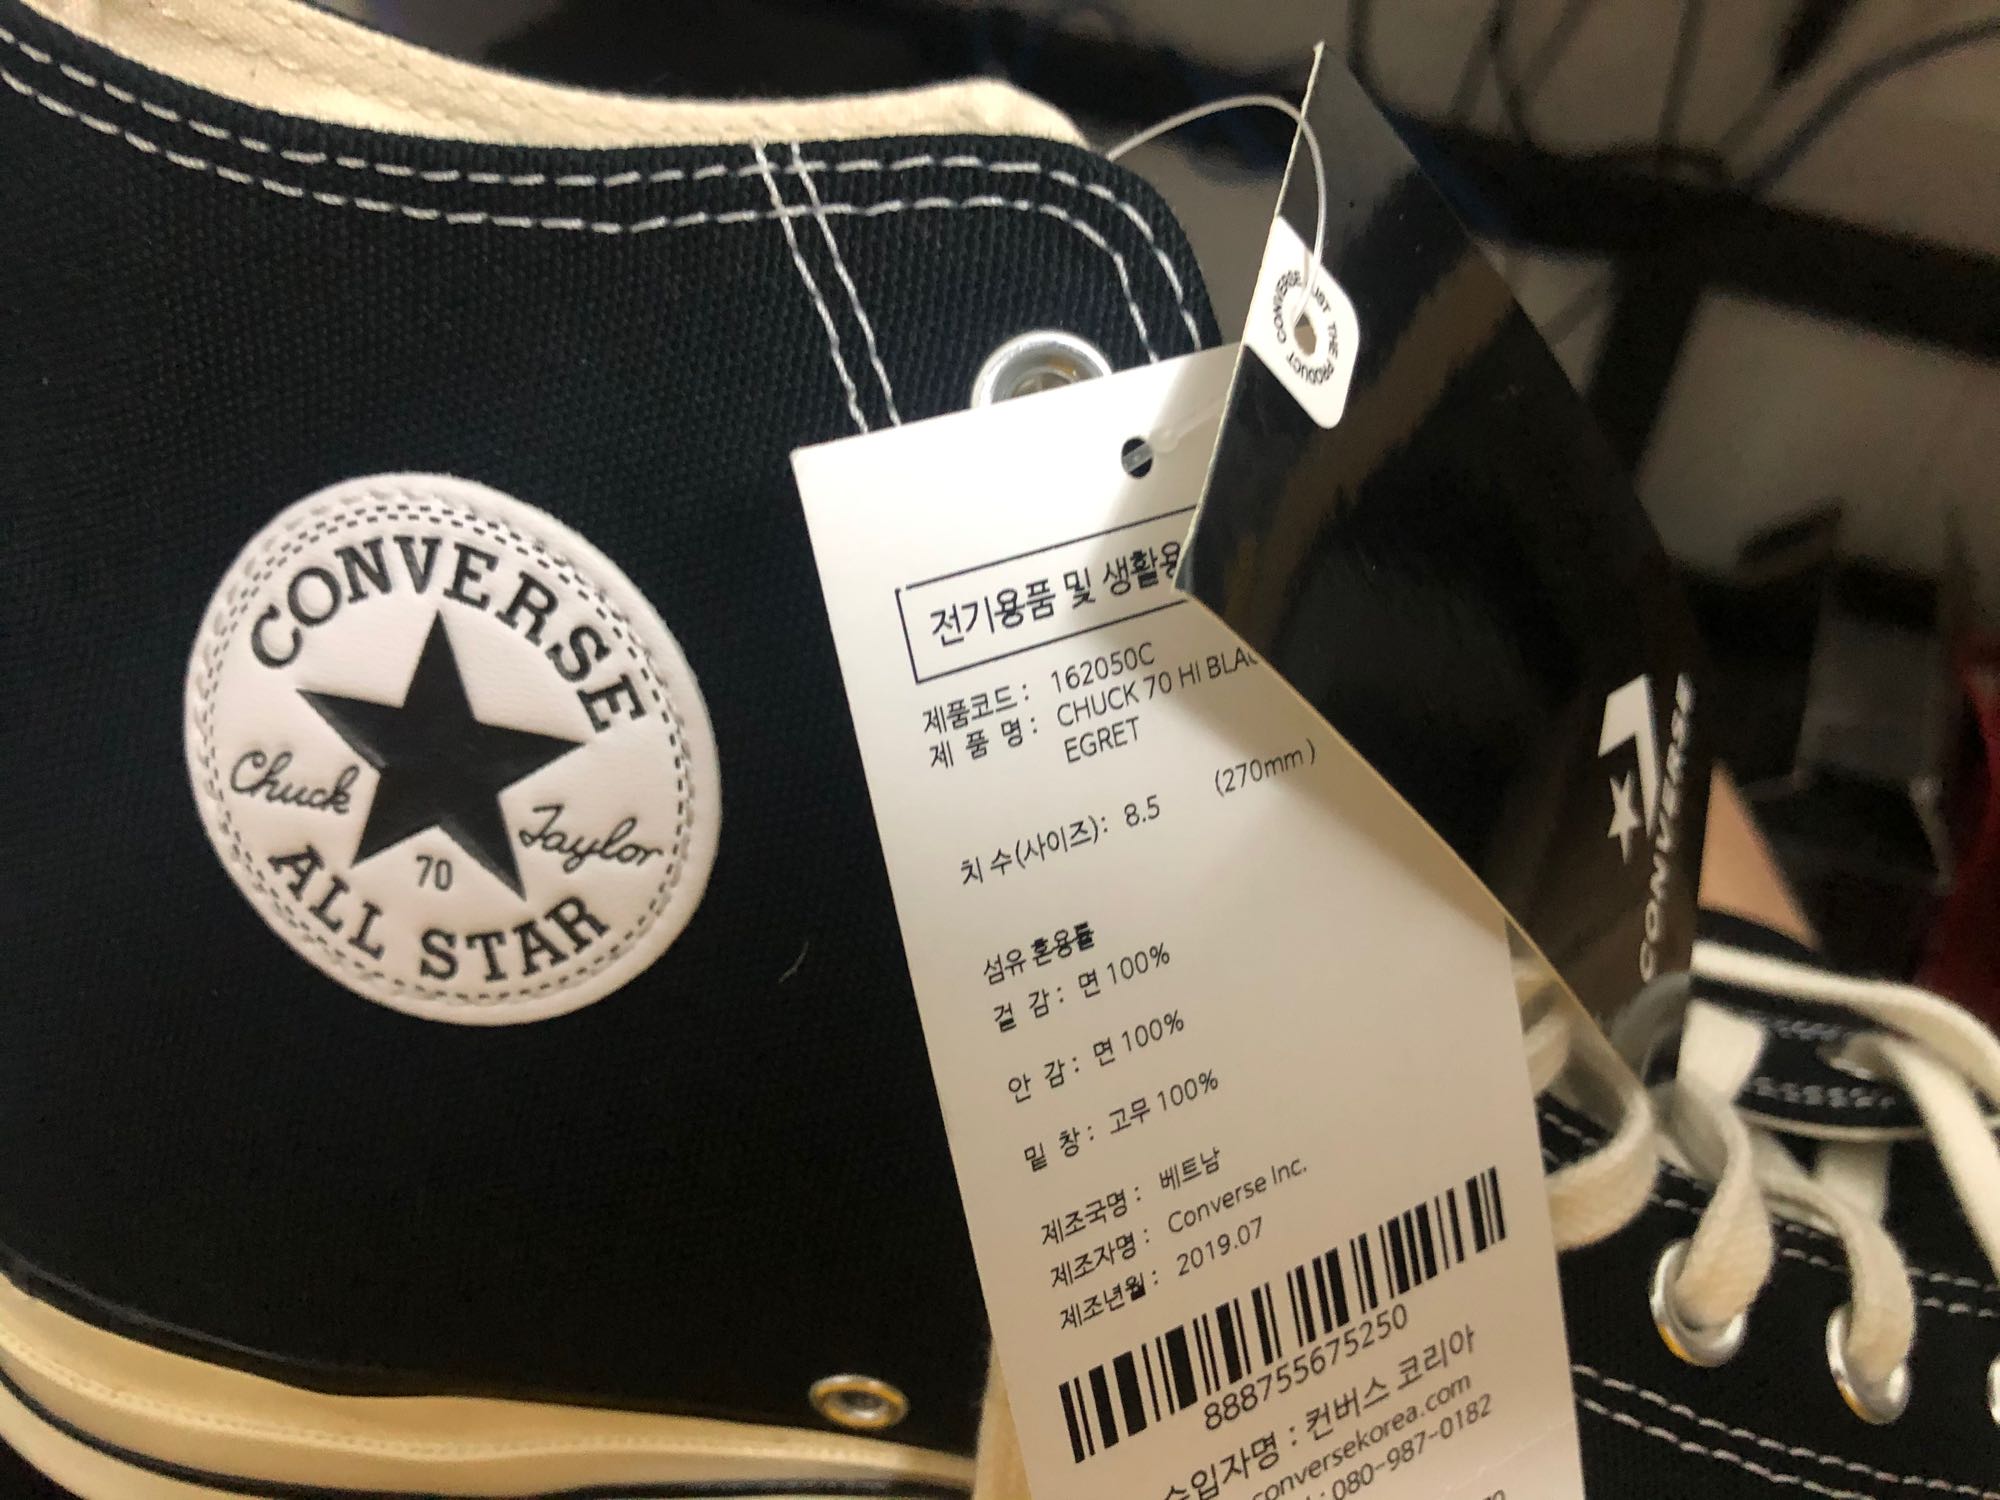 CONVERSE
Chuck Taylor
70
ALL STAR
CONVERSE JUST THE PRODUCT
CONVERSE
전기용품 및
제품코드 : 162050C
제 품 명 : CHUCK 70 HI
EGRET
치 수(사이즈) : 8.5 (270mm)
섬유 혼용률
겉 감 : 면 100%
안 감 : 면 100%
밑 창 : 고무 100%
제조국명 : 베트남
제조자명 : Converse Inc.
제조년월 : 2019.07
888755675250
수입자명 : 컨버스 코리아
conversekorea.com
080-987-0182